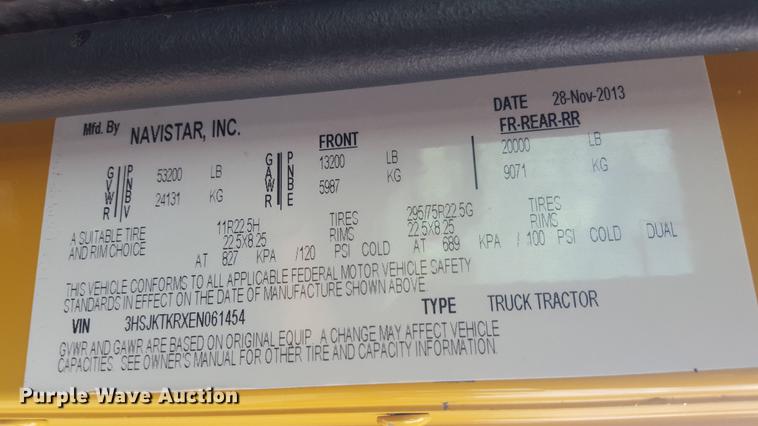 Mfd. By NAVISTAR, INC. DATE 28-Nov-2013
FRONT FR-REAR-RR
GVWR PNBV 53200 LB GAWR PNBE 13200 LB 20000 LB
24131 KG 5987 KG 9071 KG
A SUITABLE TIRE 11R22.5H TIRES 295/75R22.5G TIRES
AND RIM CHOICE 22.5X8.25 RIMS 22.5X8.25 RIMS
AT 827 KPA /120 PSI COLD AT 689 KPA / 100 PSI COLD DUAL
THIS VEHICLE CONFORMS TO ALL APPLICABLE FEDERAL MOTOR VEHICLE SAFETY
STANDARDS IN EFFECT ON THE DATE OF MANUFACTURE SHOWN ABOVE
VIN 3HSJKTKRXEN061454 TYPE TRUCK TRACTOR
GVWR AND GAWR ARE BASED ON ORIGINAL EQUIP. A CHANGE MAY AFFECT VEHICLE
CAPACITIES. SEE OWNER'S MANUAL FOR OTHER TIRE AND CAPACITY INFORMATION.
Purple Wave Auction